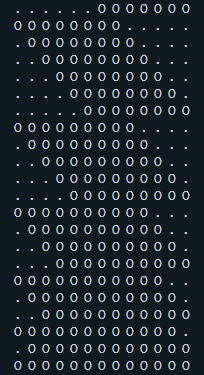 . . . . . . O O O O O O O
O O O O O O O O . . . . .
. O O O O O O O O . . . .
. . O O O O O O O O . . .
. . . O O O O O O O O . .
. . . . O O O O O O O O .
. . . . . O O O O O O O O
O O O O O O O O O . . . .
. O O O O O O O O O . . .
. . O O O O O O O O O . .
. . . O O O O O O O O O .
. . . . O O O O O O O O O
O O O O O O O O O O . . .
. O O O O O O O O O O . .
. . O O O O O O O O O O .
. . . O O O O O O O O O O
O O O O O O O O O O O . .
. O O O O O O O O O O O .
. . O O O O O O O O O O O
O O O O O O O O O O O O .
. O O O O O O O O O O O O
O O O O O O O O O O O O O